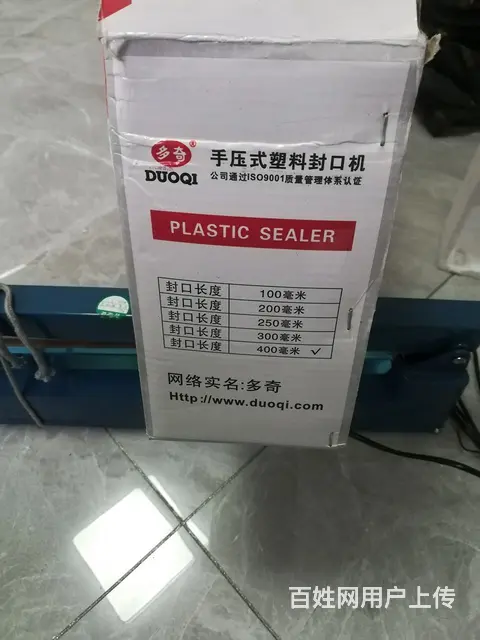 多奇®
DUOQI
手压式塑料封口机
公司通过ISO9001质量管理体系认证
PLASTIC SEALER
封口长度 100毫米
封口长度 200毫米
封口长度 250毫米
封口长度 300毫米
封口长度 400毫米 ✓
网络实名:多奇
Http://www.duoqi.com
百姓网用户上传